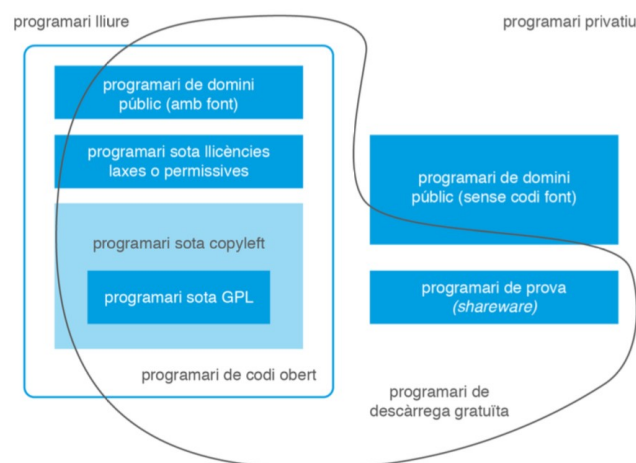 programari lliure
programari privatiu
programari de domini
públic (amb font)
programari sota llicències
laxes o permissives
programari sota copyleft
programari sota GPL
programari de codi obert
programari de domini
públic (sense codi font)
programari de prova
(shareware)
programari de
descàrrega gratuïta